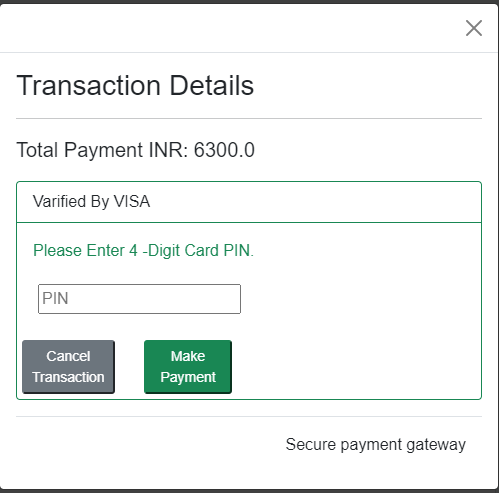 Transaction Details
Total Payment INR: 6300.0
Varified By VISA
Please Enter 4 -Digit Card PIN.
PIN
Cancel
Transaction
Make
Payment
Secure payment gateway